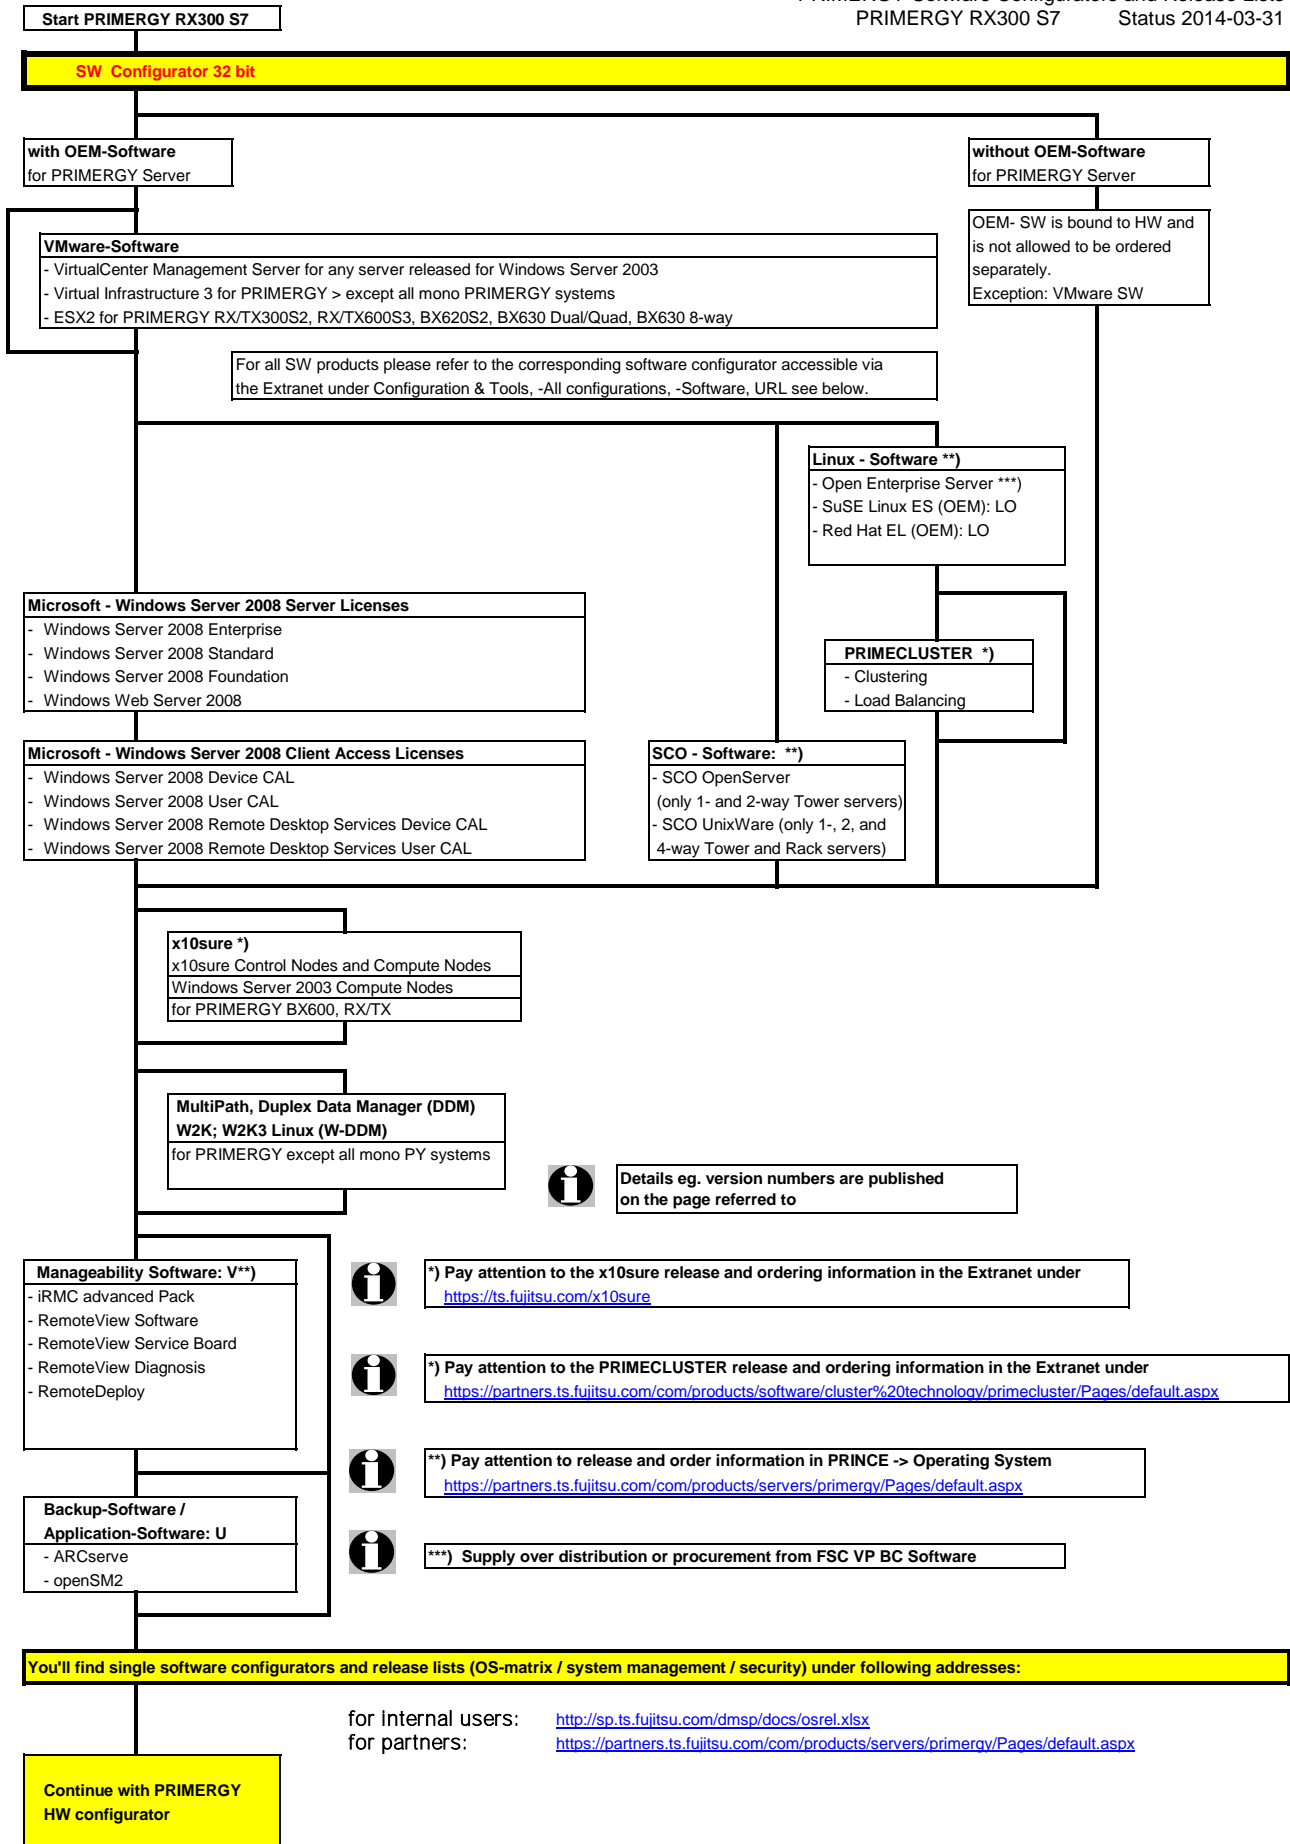 PRIMERGY Software Configurators and Release Lists
Start PRIMERGY RX300 S7
PRIMERGY RX300 S7 Status 2014-03-31
SW Configurator 32 bit
with OEM-Software
for PRIMERGY Server
without OEM-Software
for PRIMERGY Server
OEM- SW is bound to HW and
is not allowed to be ordered
separately.
Exception: VMware SW
VMware-Software
- VirtualCenter Management Server for any server released for Windows Server 2003
- Virtual Infrastructure 3 for PRIMERGY > except all mono PRIMERGY systems
- ESX2 for PRIMERGY RX/TX300S2, RX/TX600S3, BX620S2, BX630 Dual/Quad, BX630 8-way
For all SW products please refer to the corresponding software configurator accessible via
the Extranet under Configuration & Tools, -All configurations, -Software, URL see below.
Linux - Software **)
- Open Enterprise Server ***)
- SuSE Linux ES (OEM): LO
- Red Hat EL (OEM): LO
Microsoft - Windows Server 2008 Server Licenses
- Windows Server 2008 Enterprise
- Windows Server 2008 Standard
- Windows Server 2008 Foundation
- Windows Web Server 2008
PRIMECLUSTER *)
- Clustering
- Load Balancing
Microsoft - Windows Server 2008 Client Access Licenses
- Windows Server 2008 Device CAL
- Windows Server 2008 User CAL
- Windows Server 2008 Remote Desktop Services Device CAL
- Windows Server 2008 Remote Desktop Services User CAL
SCO - Software: **)
- SCO OpenServer
(only 1- and 2-way Tower servers)
- SCO UnixWare (only 1-, 2, and
4-way Tower and Rack servers)
x10sure *)
x10sure Control Nodes and Compute Nodes
Windows Server 2003 Compute Nodes
for PRIMERGY BX600, RX/TX
MultiPath, Duplex Data Manager (DDM)
W2K; W2K3 Linux (W-DDM)
for PRIMERGY except all mono PY systems
Details eg. version numbers are published
on the page referred to
Manageability Software: V**)
- iRMC advanced Pack
- RemoteView Software
- RemoteView Service Board
- RemoteView Diagnosis
- RemoteDeploy
*) Pay attention to the x10sure release and ordering information in the Extranet under
https://ts.fujitsu.com/x10sure
*) Pay attention to the PRIMECLUSTER release and ordering information in the Extranet under
https://partners.ts.fujitsu.com/com/products/software/cluster%20technology/primecluster/Pages/default.aspx
**) Pay attention to release and order information in PRINCE -> Operating System
https://partners.ts.fujitsu.com/com/products/servers/primergy/Pages/default.aspx
Backup-Software /
Application-Software: U
- ARCserve
- openSM2
***) Supply over distribution or procurement from FSC VP BC Software
You'll find single software configurators and release lists (OS-matrix / system management / security) under following addresses:
for internal users: http://sp.ts.fujitsu.com/dmsp/docs/osrel.xlsx
for partners: https://partners.ts.fujitsu.com/com/products/servers/primergy/Pages/default.aspx
Continue with PRIMERGY
HW configurator